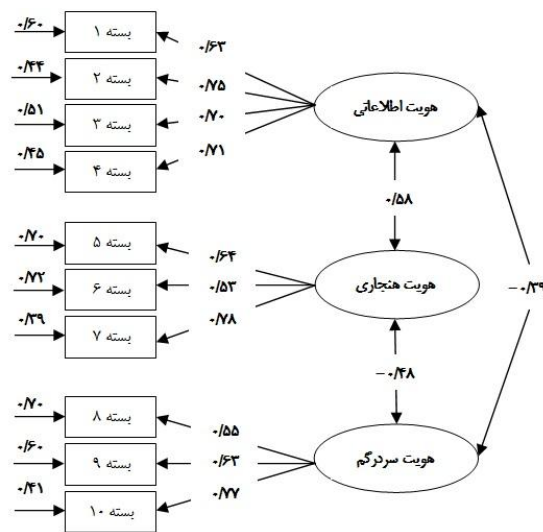 ۰/۶۰
بسته ۱
۰/۶۳
۰/۴۴
بسته ۲
۰/۷۵
هویت اطلاعاتی
۰/۵۱
بسته ۳
۰/۷۰
۰/۴۵
بسته ۴
۰/۷۱
۰/۵۸
۰/۷۰
بسته ۵
۰/۶۴
۰/۷۲
بسته ۶
۰/۵۳
هویت هنجاری
–۰/۳۹
۰/۳۹
بسته ۷
۰/۷۸
–۰/۴۸
۰/۷۰
بسته ۸
۰/۵۵
۰/۶۰
بسته ۹
۰/۶۳
هویت سردرگم
۰/۴۱
بسته ۱۰
۰/۷۷